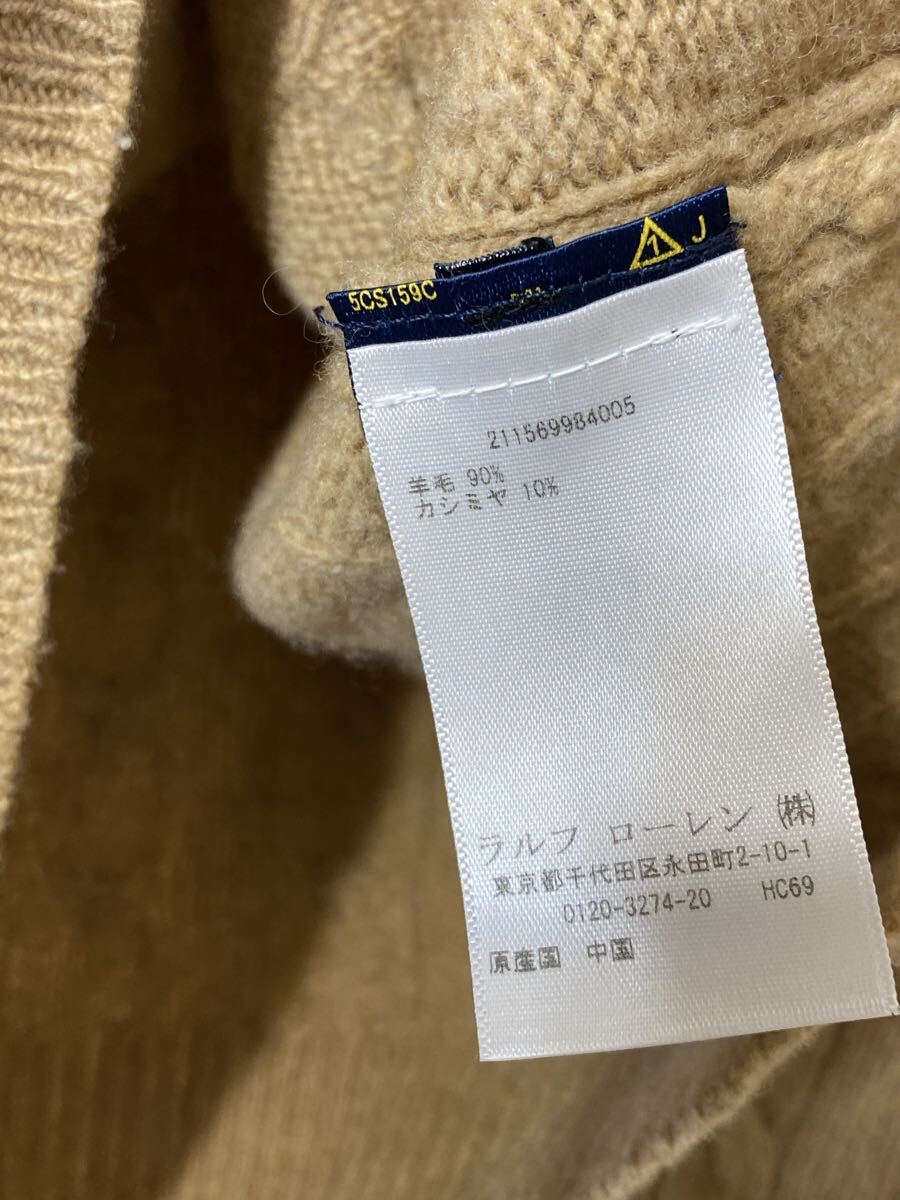 5CS159C
1 J
211569984005
羊毛 90%
カシミヤ 10%
ラルフ ローレン ㈱
東京都千代田区永田町2-10-1
0120-3274-20 HC69
原産国 中国